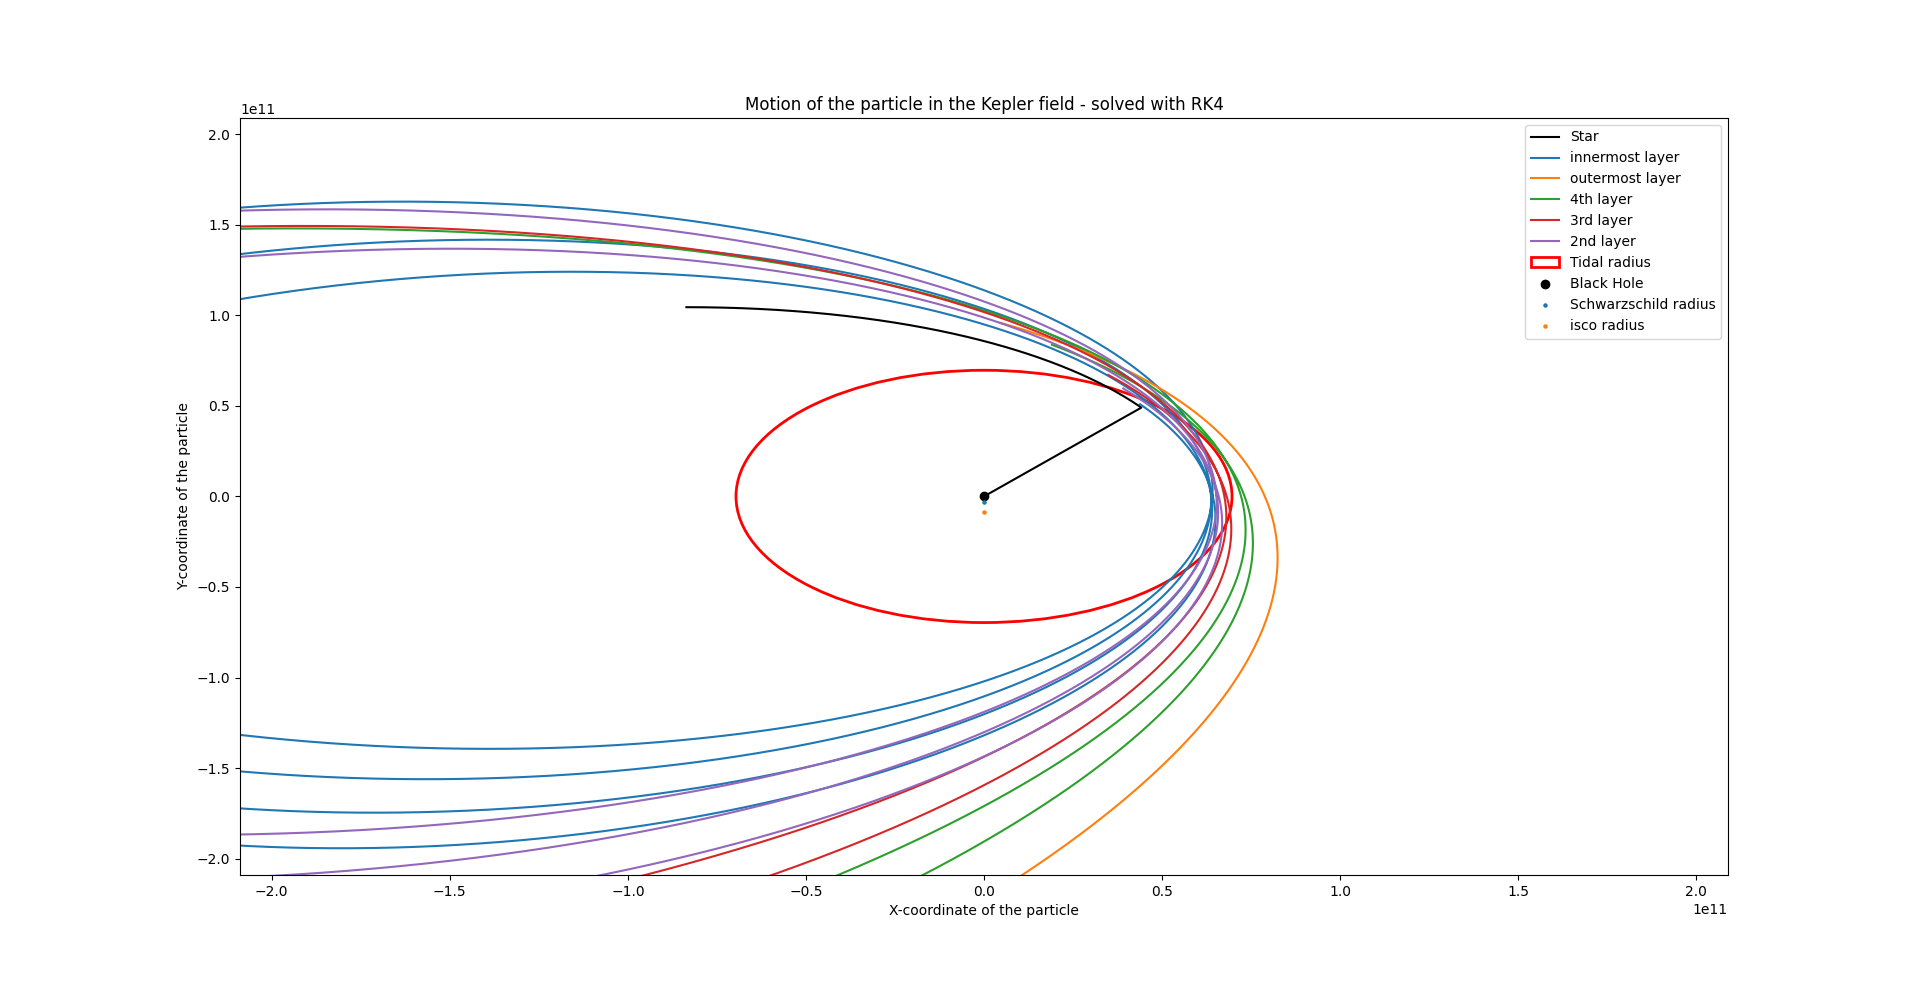 Motion of the particle in the Kepler field - solved with RK4
1e11
2.0
1.5
1.0
0.5
0.0
−0.5
−1.0
−1.5
−2.0
Y-coordinate of the particle
Star
innermost layer
outermost layer
4th layer
3rd layer
2nd layer
Tidal radius
Black Hole
Schwarzschild radius
isco radius
−2.0 −1.5 −1.0 −0.5 0.0 0.5 1.0 1.5 2.0
1e11
X-coordinate of the particle